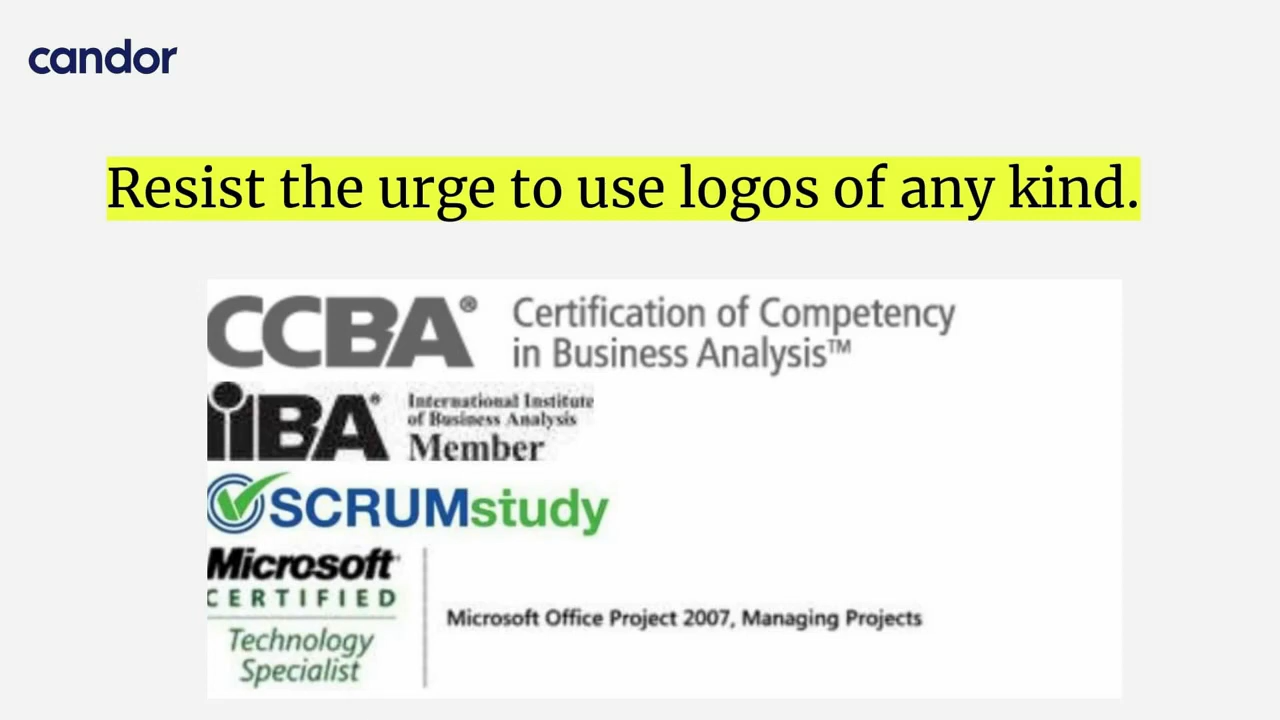 candor
Resist the urge to use logos of any kind.
CCBA® Certification of Competency
in Business Analysis™
iiBA® International Institute
of Business Analysis
Member
SCRUMstudy
Microsoft
CERTIFIED
Technology
Specialist
Microsoft Office Project 2007, Managing Projects